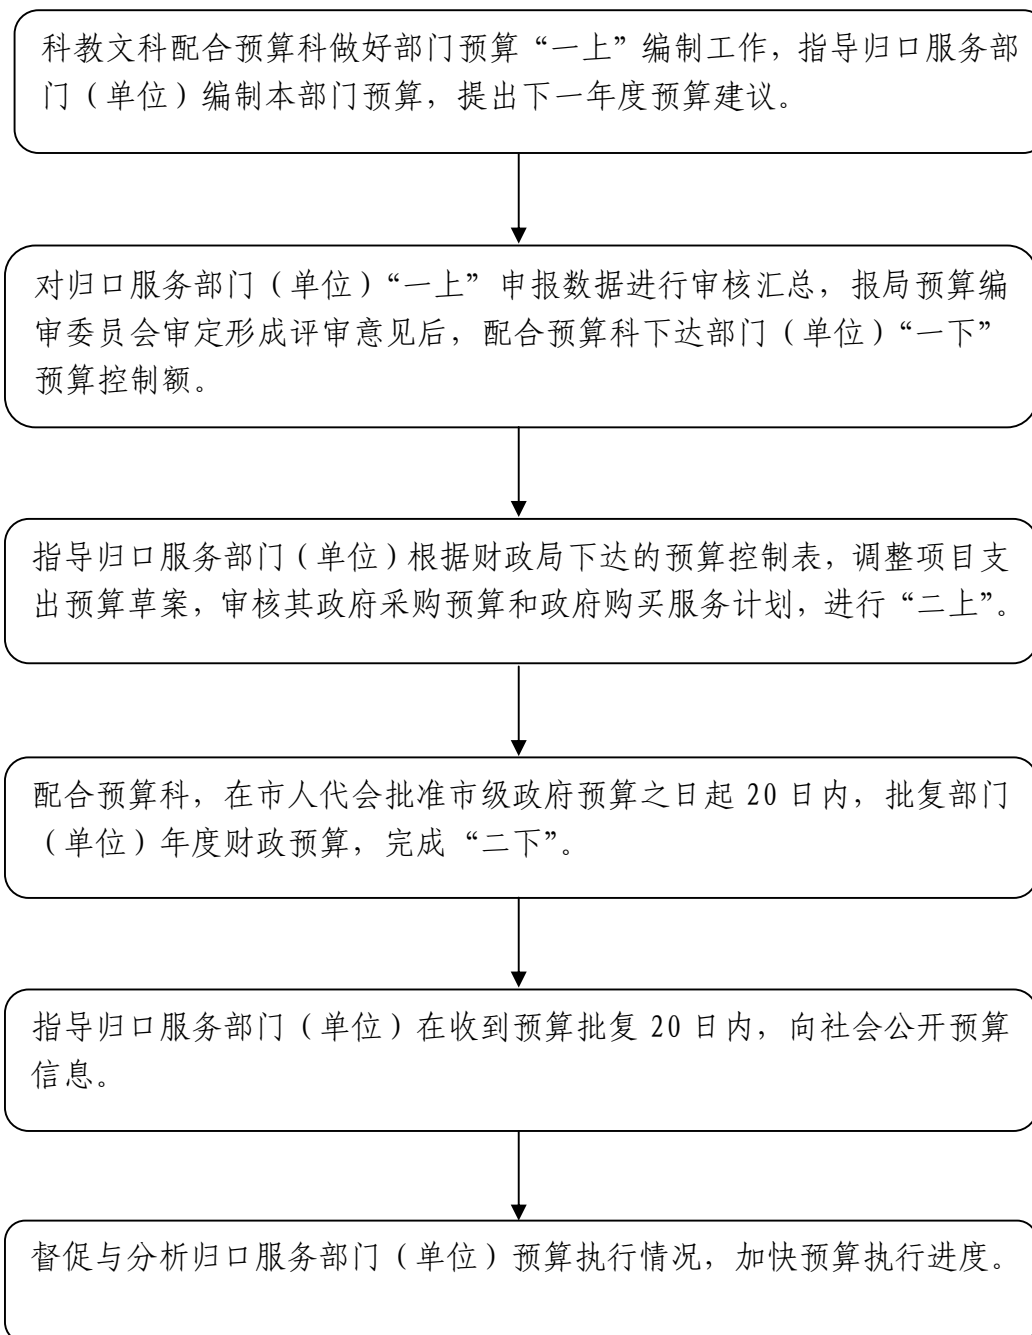 科教文科配合预算科做好部门预算“一上”编制工作，指导归口服务部
门（单位）编制本部门预算，提出下一年度预算建议。
对归口服务部门（单位）“一上”申报数据进行审核汇总，报局预算编
审委员会审定形成评审意见后，配合预算科下达部门（单位）“一下”
预算控制额。
指导归口服务部门（单位）根据财政局下达的预算控制表，调整项目支
出预算草案，审核其政府采购预算和政府购买服务计划，进行“二上”。
配合预算科，在市人代会批准市级政府预算之日起 20 日内，批复部门
（单位）年度财政预算，完成“二下”。
指导归口服务部门（单位）在收到预算批复 20 日内，向社会公开预算
信息。
督促与分析归口服务部门（单位）预算执行情况，加快预算执行进度。